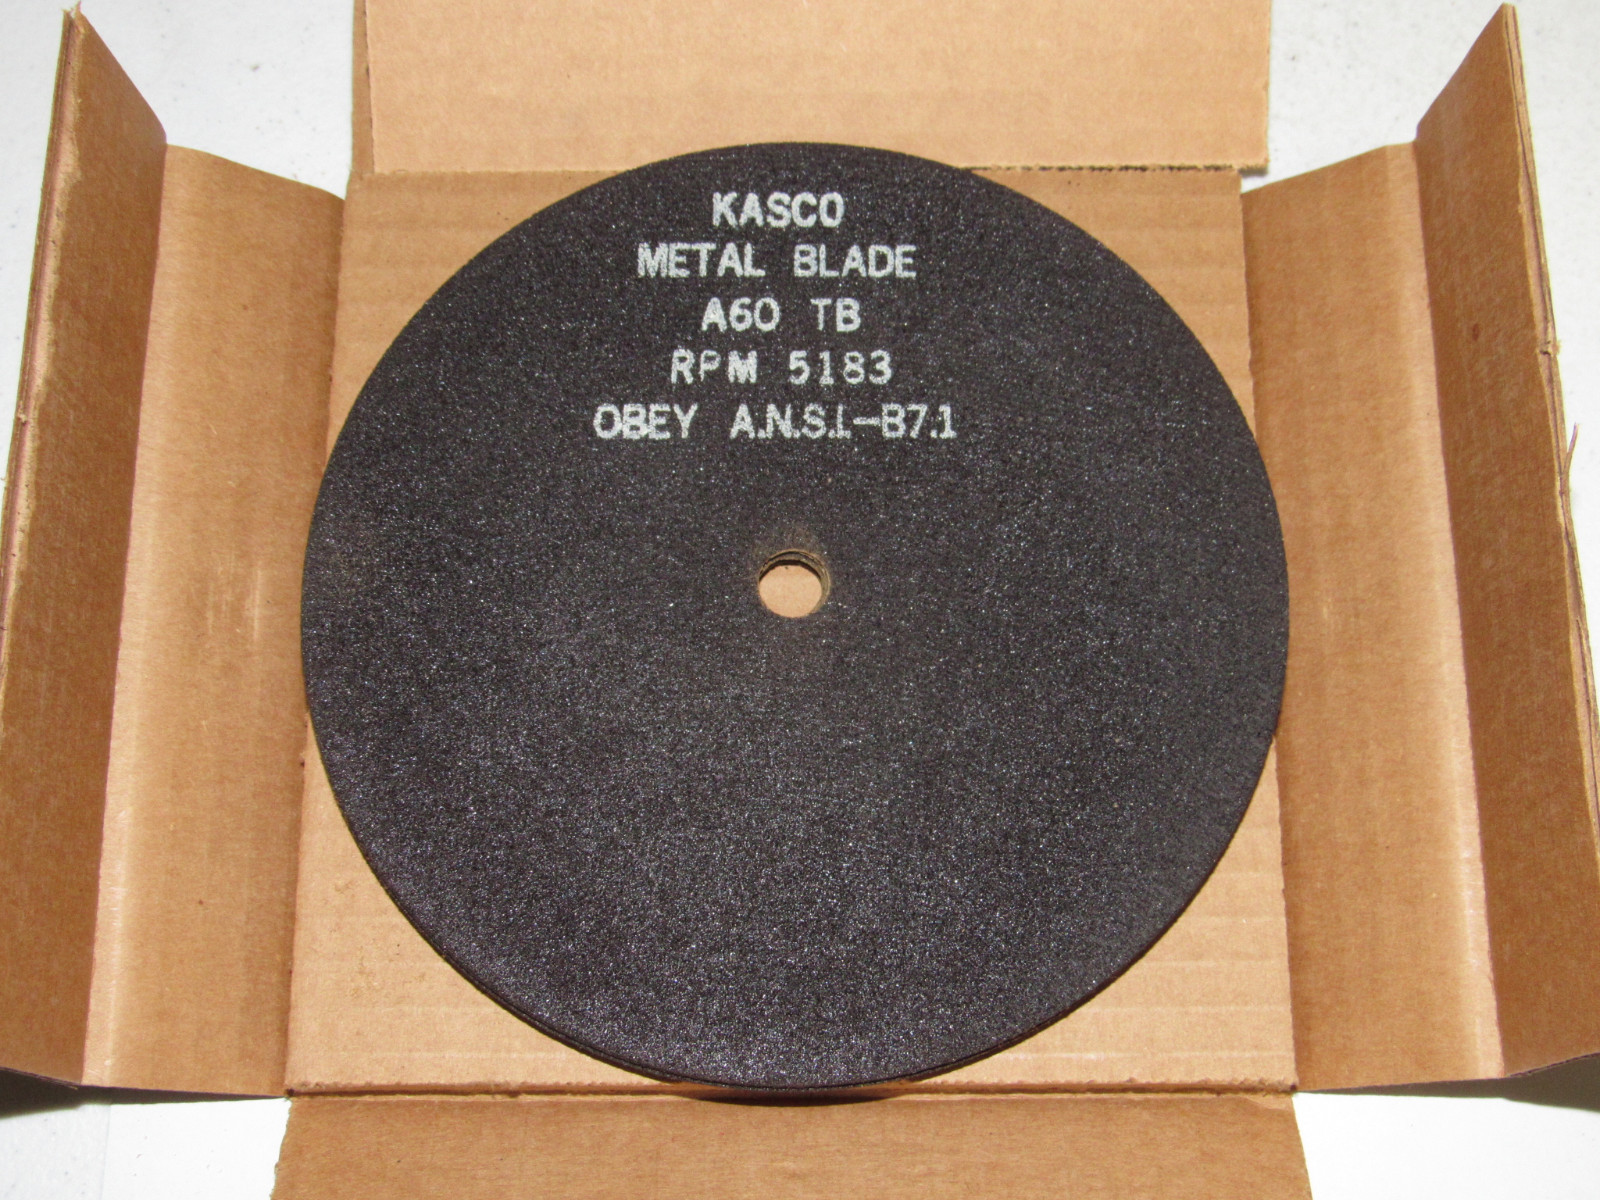 KASCO
METAL BLADE
A60 TB
RPM 5183
OBEY A.N.S.I.-B7.1